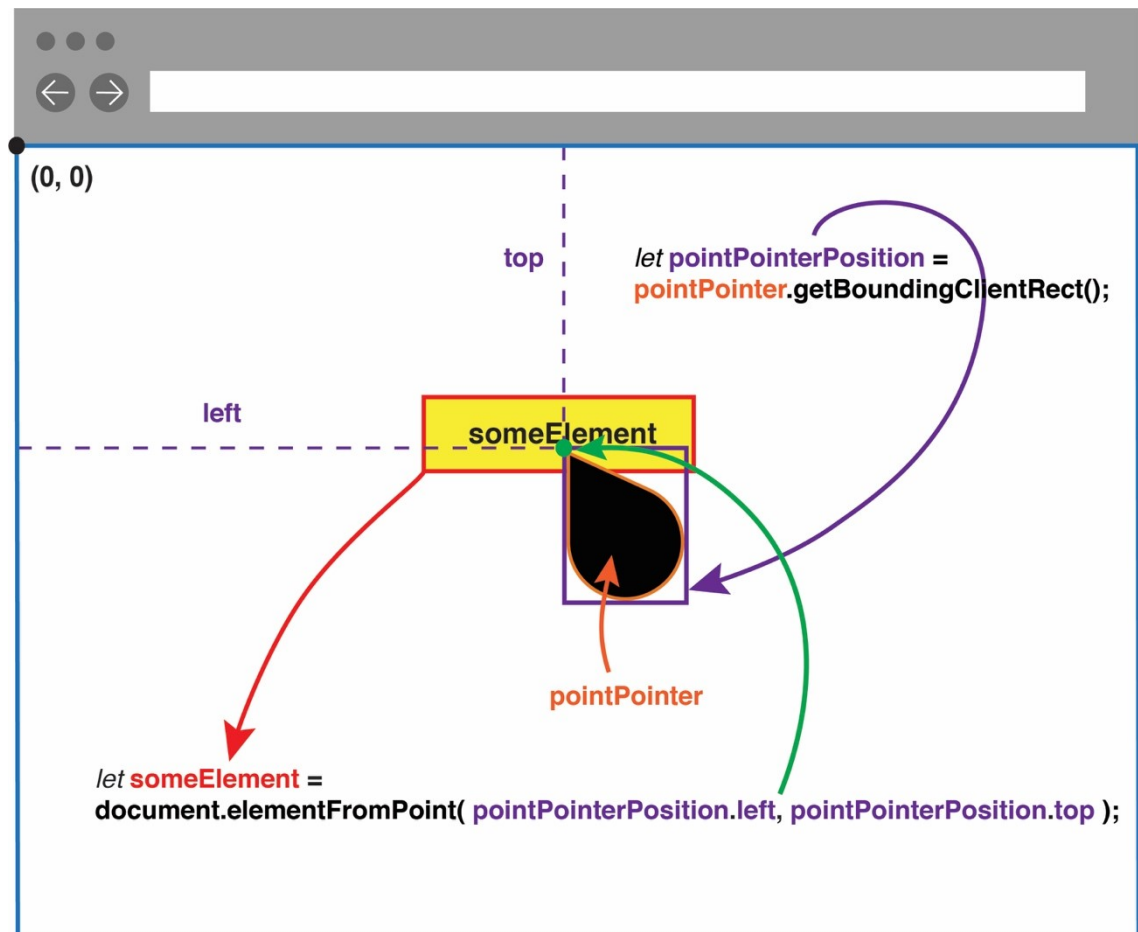 (0, 0)
top
let pointPointerPosition =
pointPointer.getBoundingClientRect();
left
someElement
pointPointer
let someElement =
document.elementFromPoint( pointPointerPosition.left, pointPointerPosition.top );